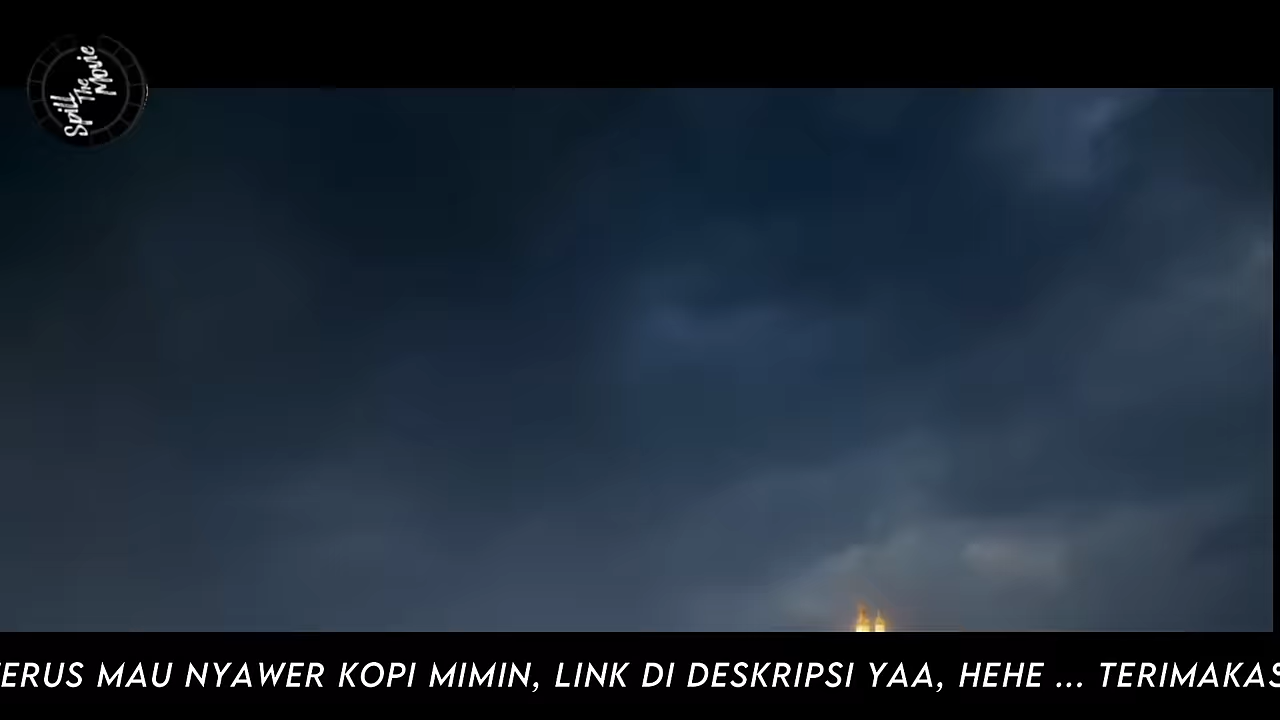 Spill
The
Movie
ERUS MAU NYAWER KOPI MIMIN, LINK DI DESKRIPSI YAA, HEHE ... TERIMAKAS